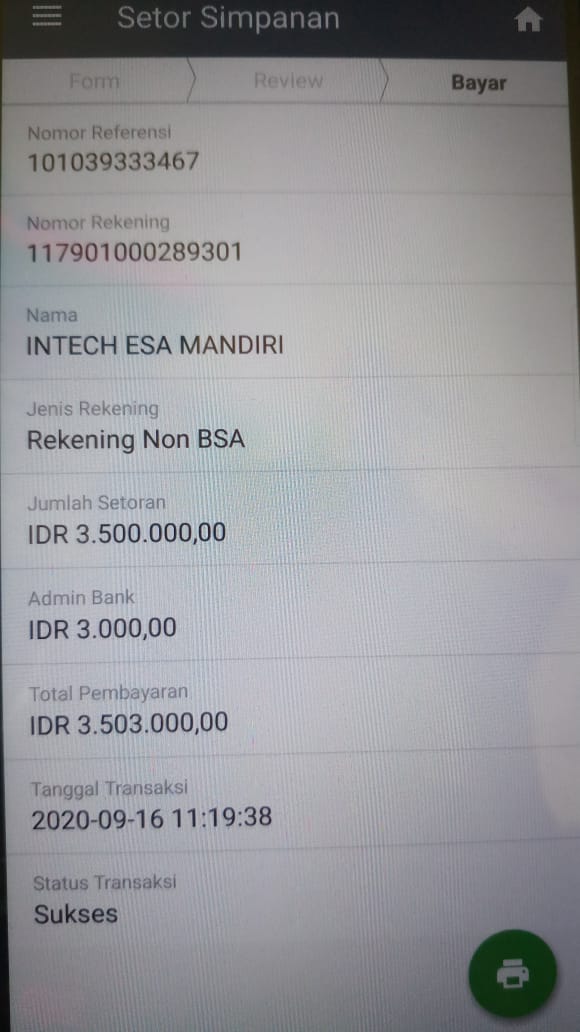 Setor Simpanan
Form
Review
Bayar
Nomor Referensi
101039333467
Nomor Rekening
117901000289301
Nama
INTECH ESA MANDIRI
Jenis Rekening
Rekening Non BSA
Jumlah Setoran
IDR 3.500.000,00
Admin Bank
IDR 3.000,00
Total Pembayaran
IDR 3.503.000,00
Tanggal Transaksi
2020-09-16 11:19:38
Status Transaksi
Sukses